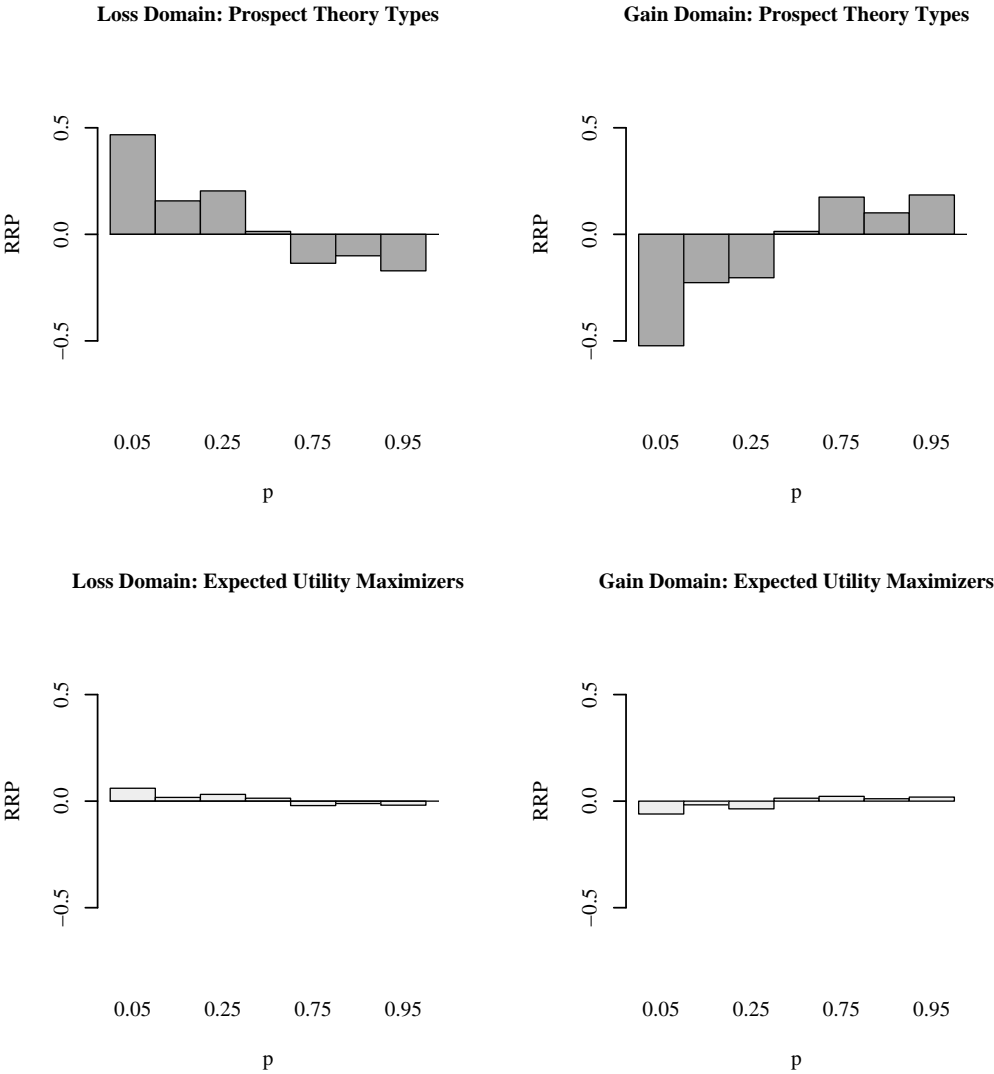 Loss Domain: Prospect Theory Types
RRP
0.5
0.0
−0.5
0.05 0.25 0.75 0.95
p
Gain Domain: Prospect Theory Types
RRP
0.5
0.0
−0.5
0.05 0.25 0.75 0.95
p
Loss Domain: Expected Utility Maximizers
RRP
0.5
0.0
−0.5
0.05 0.25 0.75 0.95
p
Gain Domain: Expected Utility Maximizers
RRP
0.5
0.0
−0.5
0.05 0.25 0.75 0.95
p